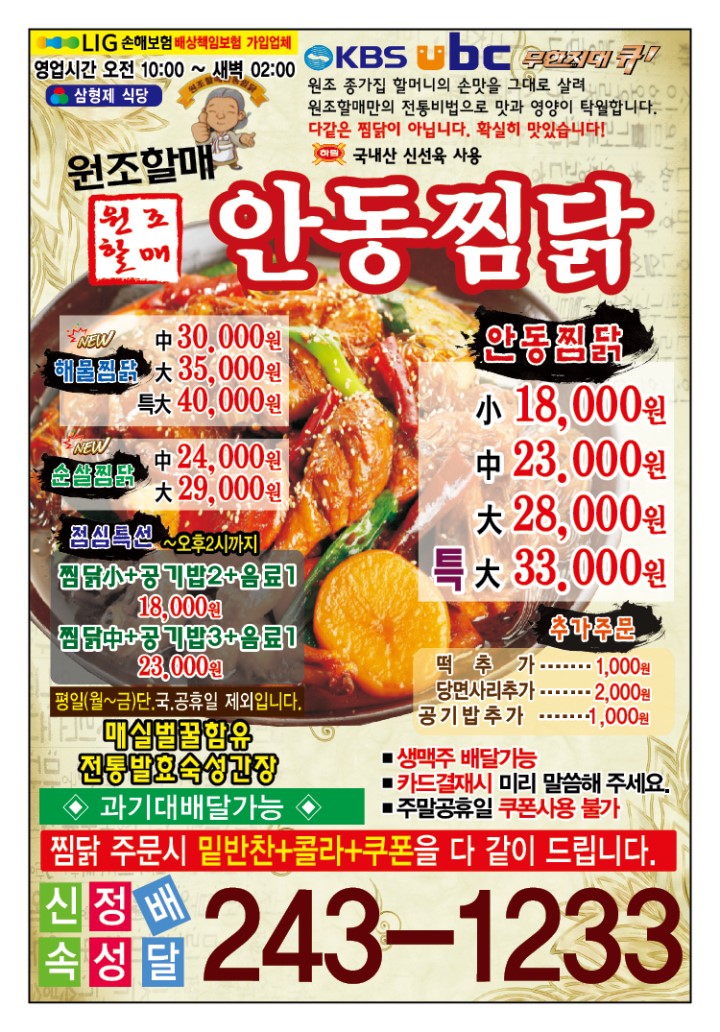 LIG 손해보험 배상책임보험 가입업체
영업시간 오전 10:00 ~ 새벽 02:00
삼형제 식당
KBS ubc 무한지대 큐!
원조 종가집 할머니의 손맛을 그대로 살려
원조할매만의 전통비법으로 맛과 영양이 탁월합니다.
다같은 찜닭이 아닙니다. 확실히 맛있습니다!
하림 국내산 신선육 사용
원조할매
원조
할매
안동찜닭
NEW
해물찜닭
中 30.000원
大 35,000원
특大 40,000원
NEW
순살찜닭
中 24,000원
大 29,000원
점심특선 ~오후2시까지
찜닭小+공기밥2+음료1
18,000원
찜닭中+공기밥3+음료1
23.000원
평일(월~금)단.국.공휴일 제외입니다.
매실벌꿀함유
전통발효숙성간장
안동찜닭
小 18,000원
中 23.000원
大 28,000원
특大 33.000원
추가주문
떡 추 가 ······· 1,000원
당면사리추가 ······· 2,000원
공기밥추가 ······· 1,000원
■ 생맥주 배달가능
■ 카드결재시 미리 말씀해 주세요.
■ 주말공휴일 쿠폰사용 불가
◈ 과기대배달가능 ◈
찜닭 주문시 밑반찬+콜라+쿠폰을 다 같이 드립니다.
신정배
속성달
243-1233